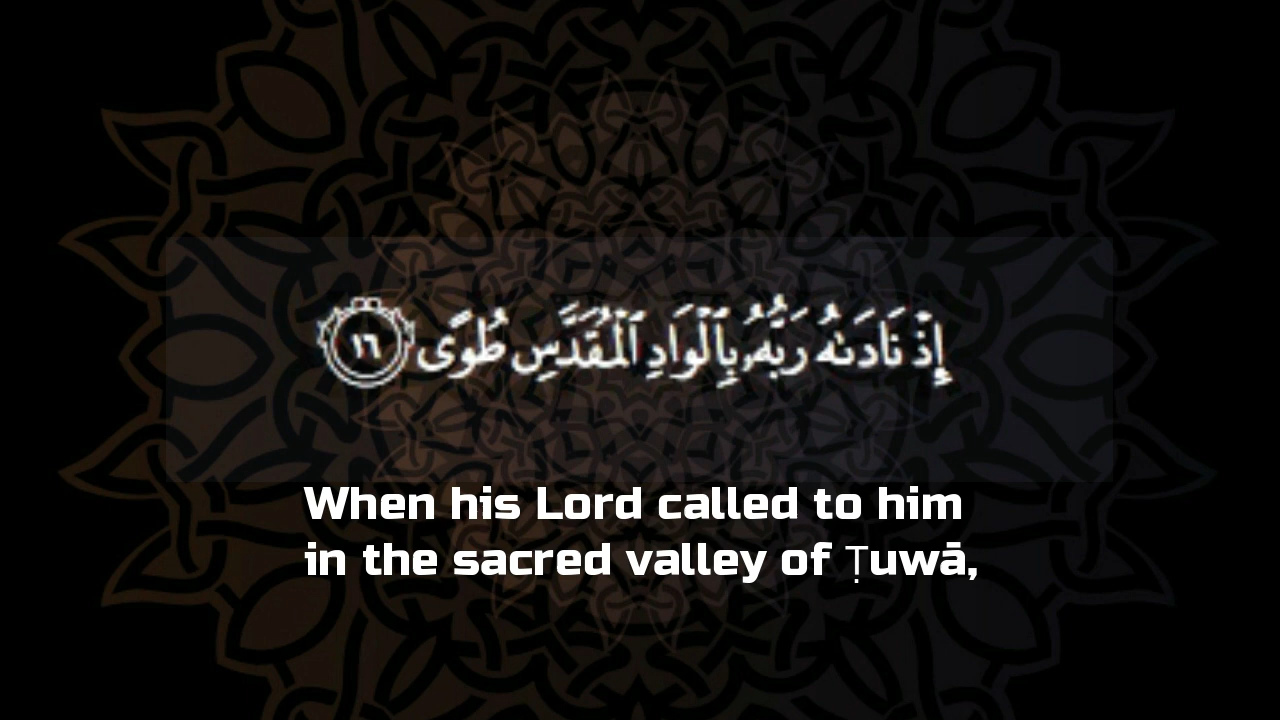 إِذْ نَادَىٰهُ رَبُّهُۥ بِٱلْوَادِ ٱلْمُقَدَّسِ طُوًى ١٦
When his Lord called to him
in the sacred valley of Ṭuwā,